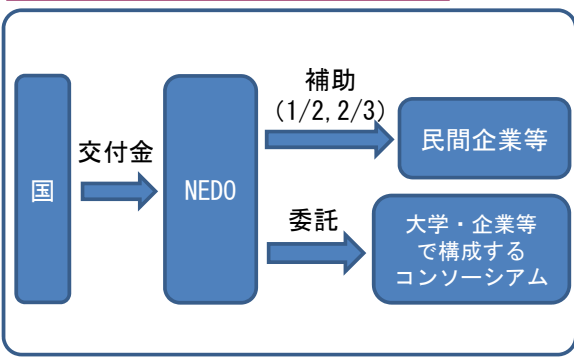 国
交付金
NEDO
補助
(1/2,2/3)
民間企業等
委託
大学・企業等
で構成する
コンソーシアム